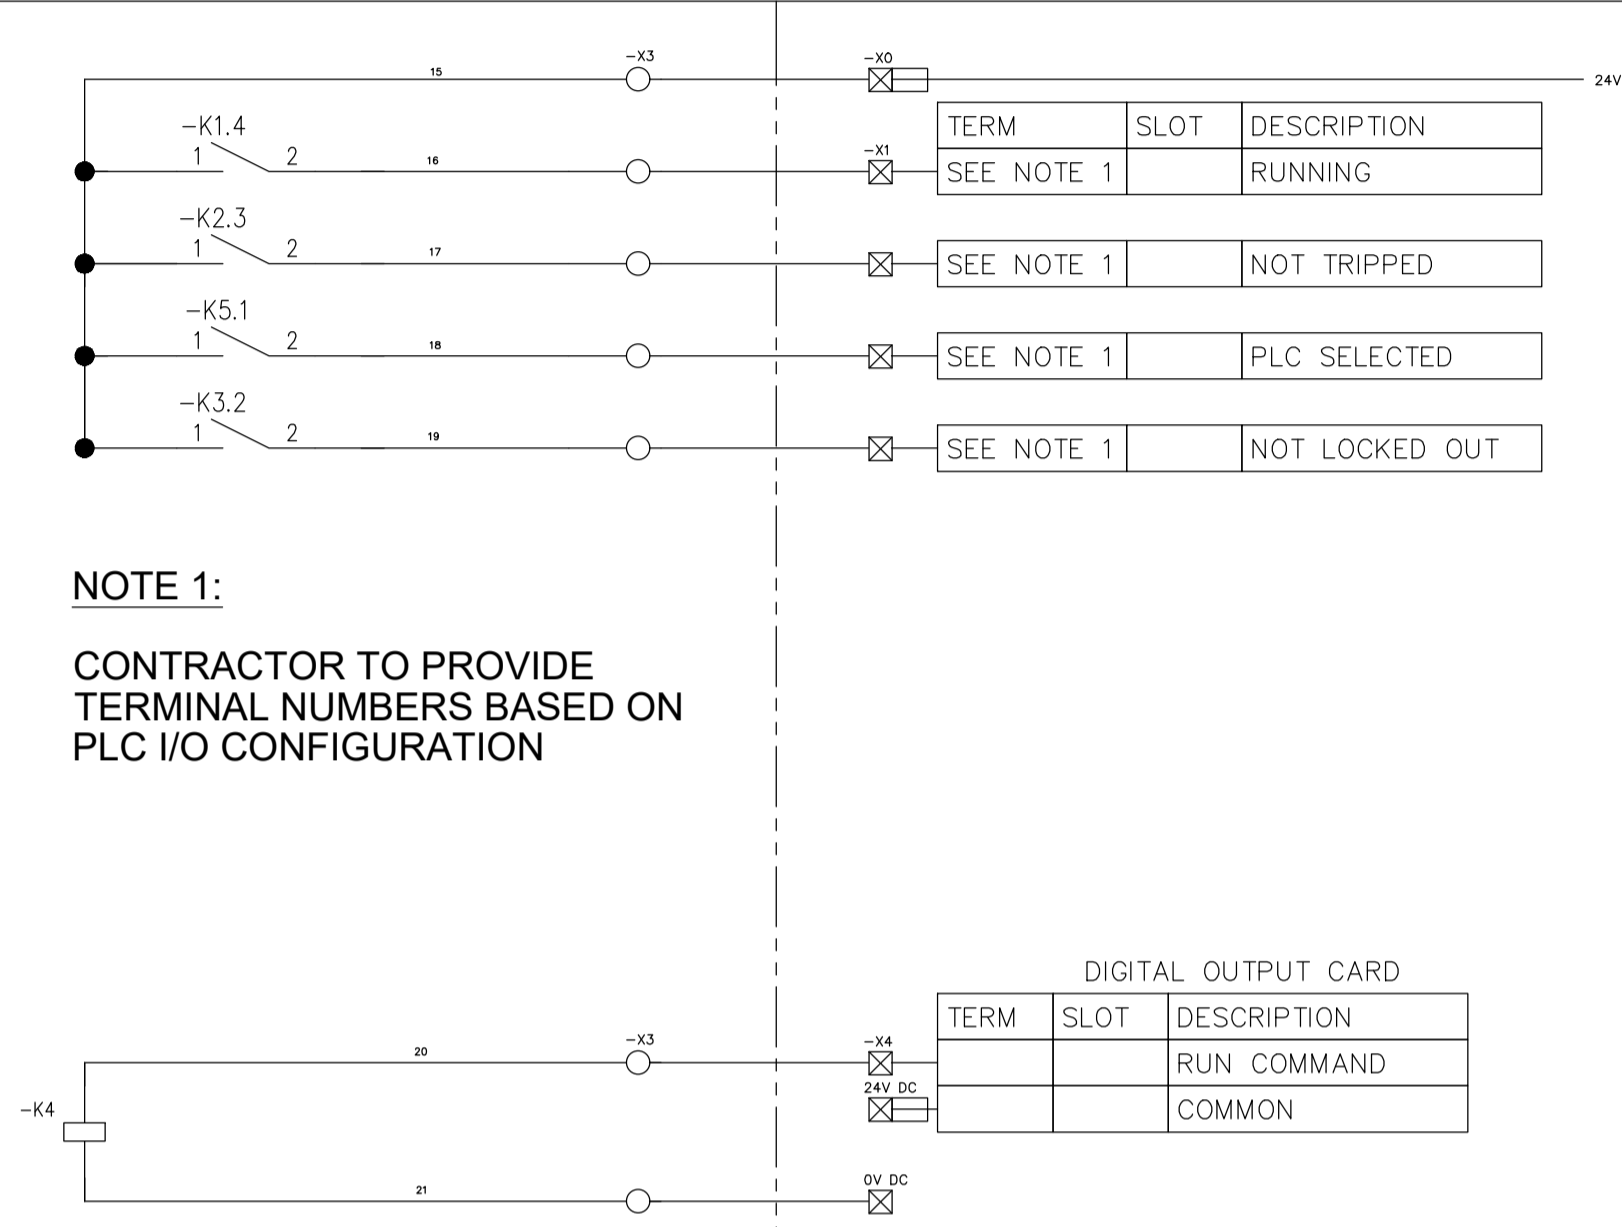 15 -X3 -X0 24V
-K1.4 TERM SLOT DESCRIPTION
1 2 16 -X1 SEE NOTE 1 RUNNING
-K2.3
1 2 17 SEE NOTE 1 NOT TRIPPED
-K5.1
1 2 18 SEE NOTE 1 PLC SELECTED
-K3.2
1 2 19 SEE NOTE 1 NOT LOCKED OUT
NOTE 1:
CONTRACTOR TO PROVIDE
TERMINAL NUMBERS BASED ON
PLC I/O CONFIGURATION
DIGITAL OUTPUT CARD
TERM SLOT DESCRIPTION
20 -X3 -X4 RUN COMMAND
24V DC
-K4 COMMON
21 0V DC